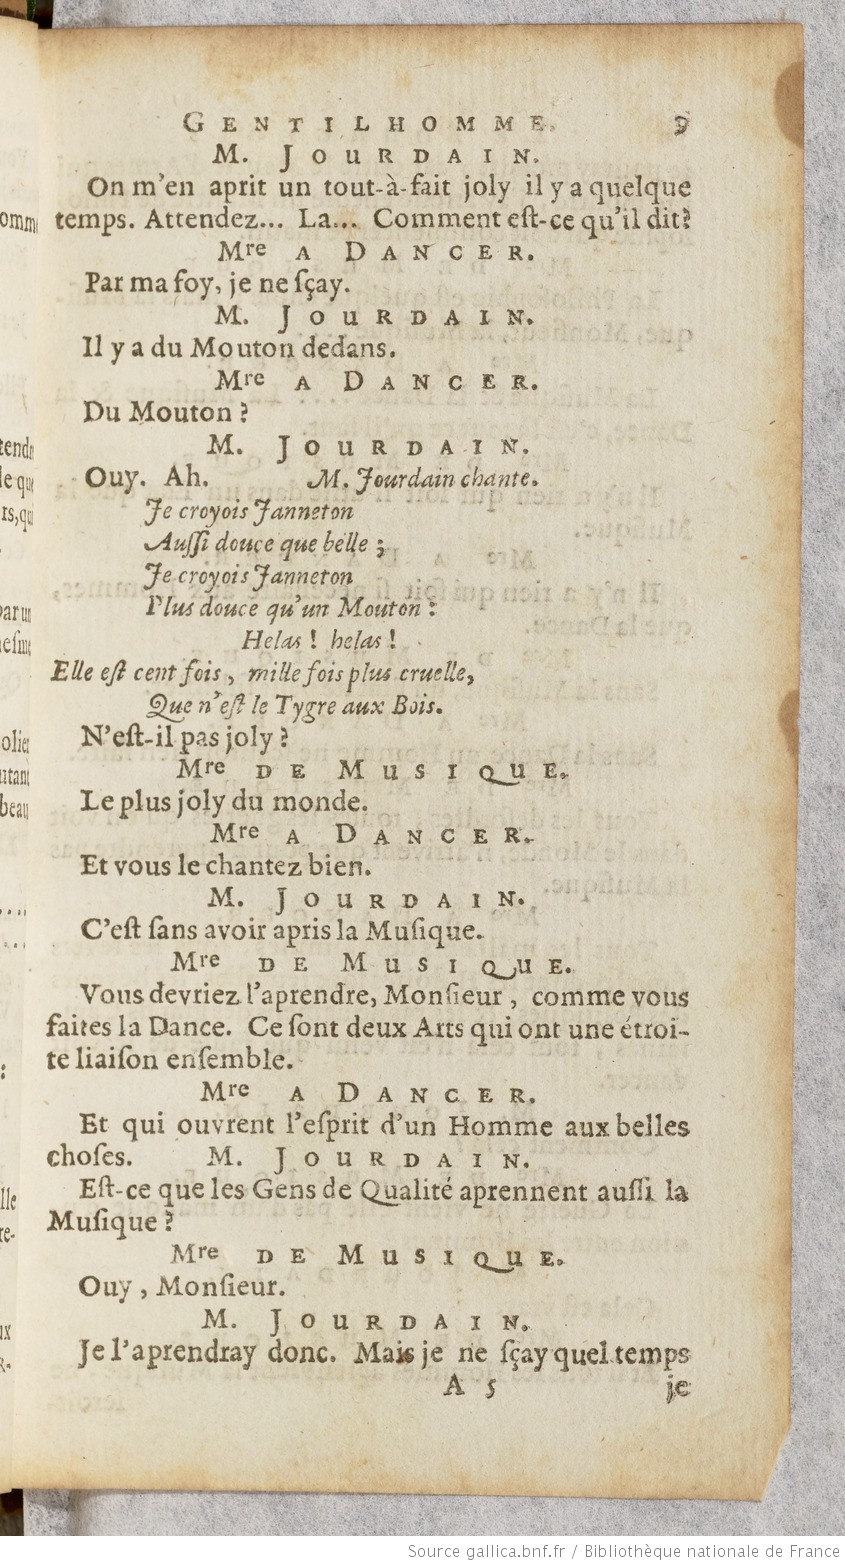 GENTILHOMME. 9
M. JOURDAIN.
On m'en aprit un tout-à-fait joly il y a quelque
temps. Attendez... La... Comment eſt-ce qu'il dit?
Mre A DANCER.
Par ma foy, je ne ſçay.
M. JOURDAIN.
Il y a du Mouton dedans.
Mre A DANCER.
Du Mouton ?
M. JOURDAIN.
Ouy. Ah. M. Jourdain chante.
Je croyois Janneton
Auſſi douce que belle ;
Je croyois Janneton
Plus douce qu'un Mouton :
Helas ! helas !
Elle eſt cent fois, mille fois plus cruelle,
Que n'eſt le Tygre aux Bois.
N'eſt-il pas joly ?
Mre DE MUSIQUE.
Le plus joly du monde.
Mre A DANCER.
Et vous le chantez bien.
M. JOURDAIN.
C'eſt ſans avoir apris la Muſique.
Mre DE MUSIQUE.
Vous devriez l'aprendre, Monſieur, comme vous
faites la Dance. Ce ſont deux Arts qui ont une étroi-
te liaiſon enſemble.
Mre A DANCER.
Et qui ouvrent l'eſprit d'un Homme aux belles
choſes. M. JOURDAIN.
Eſt-ce que les Gens de Qualité aprennent auſſi la
Muſique ?
Mre DE MUSIQUE.
Ouy, Monſieur.
M. JOURDAIN.
Je l'aprendray donc. Mais je ne ſçay quel temps
A 5 je
Source gallica.bnf.fr / Bibliothèque nationale de France